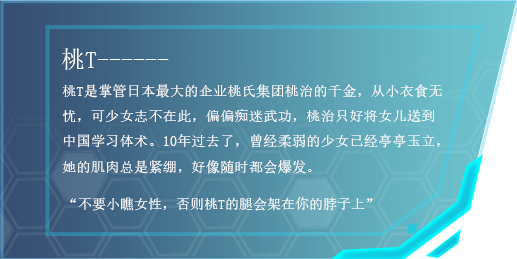 桃T------
桃T是掌管日本最大的企业桃氏集团桃治的千金，从小衣食无
忧，可少女志不在此，偏偏痴迷武功，桃治只好将女儿送到
中国学习体术。10年过去了，曾经柔弱的少女已经亭亭玉立，
她的肌肉总是紧绷，好像随时都会爆发。
“不要小瞧女性，否则桃T的腿会架在你的脖子上”